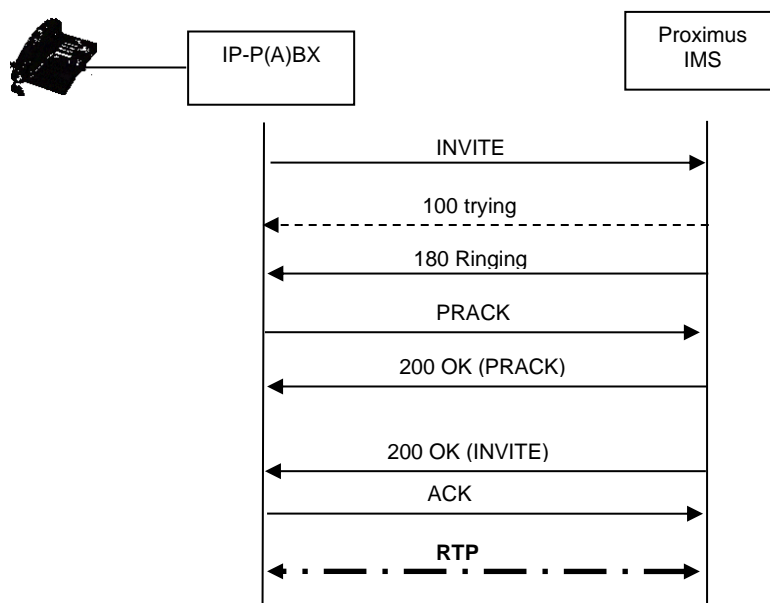 IP-P(A)BX
Proximus
IMS
INVITE
100 trying
180 Ringing
PRACK
200 OK (PRACK)
200 OK (INVITE)
ACK
RTP